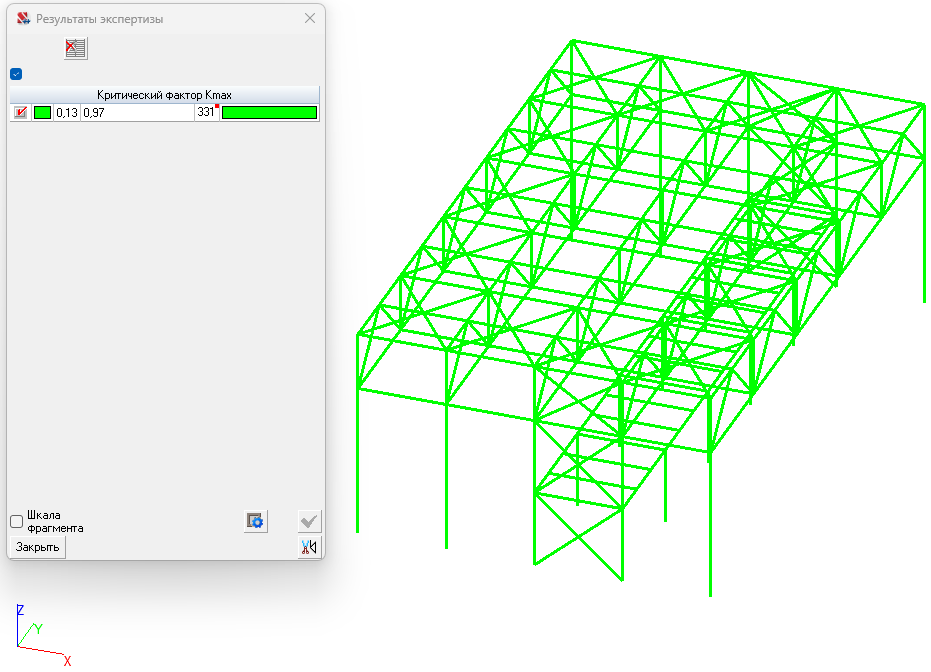 Результаты экспертизы
Критический фактор Kmax
0,13 0,97 331
Шкала
фрагмента
Закрыть
Z
Y
X